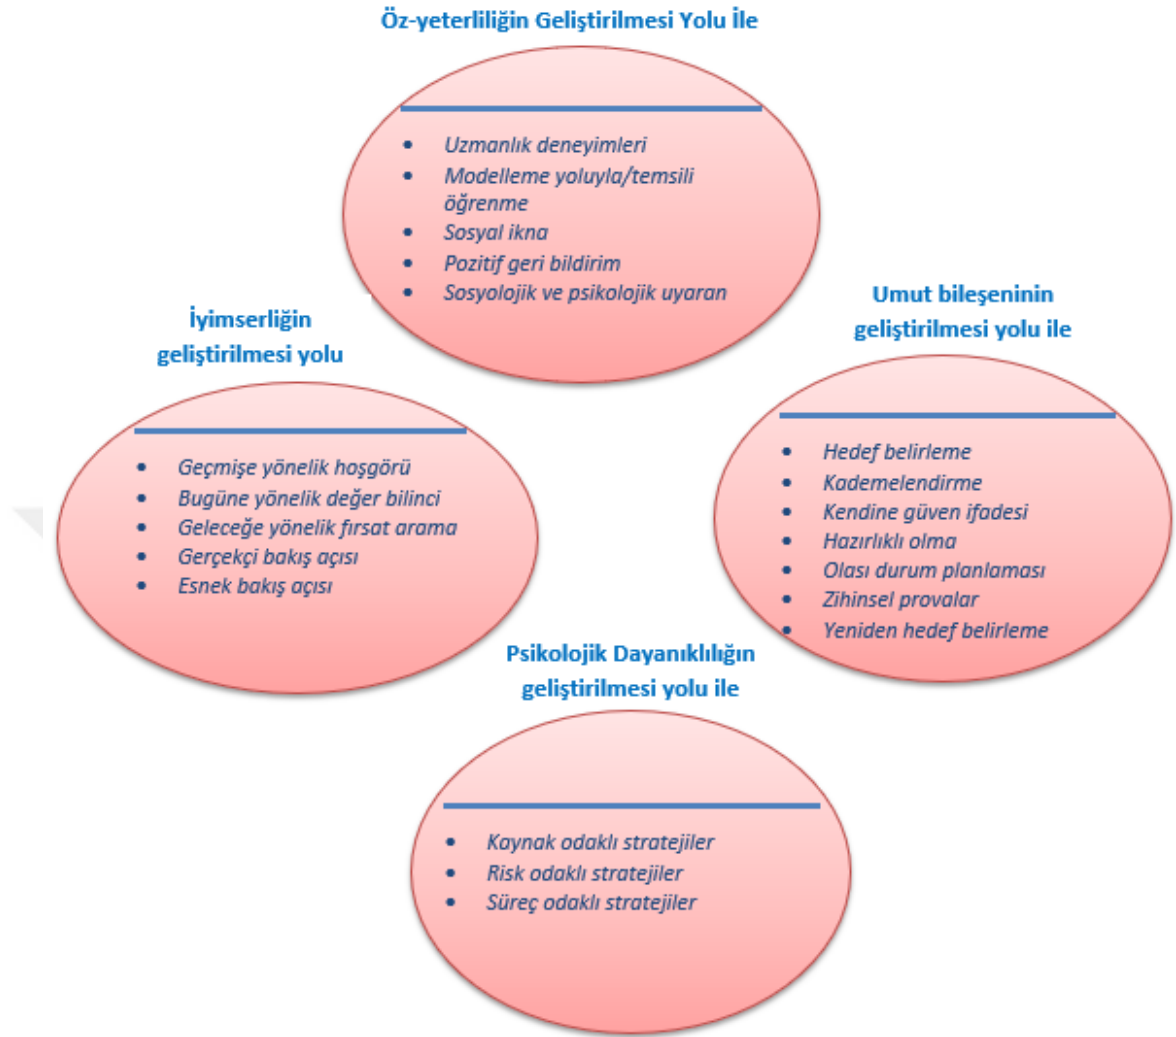 Öz-yeterliliğin Geliştirilmesi Yolu İle
• Uzmanlık deneyimleri
• Modelleme yoluyla/temsili
öğrenme
• Sosyal ikna
• Pozitif geri bildirim
• Sosyolojik ve psikolojik uyaran
İyimserliğin
geliştirilmesi yolu
• Geçmişe yönelik hoşgörü
• Bugüne yönelik değer bilinci
• Geleceğe yönelik fırsat arama
• Gerçekçi bakış açısı
• Esnek bakış açısı
Umut bileşeninin
geliştirilmesi yolu ile
• Hedef belirleme
• Kademelendirme
• Kendine güven ifadesi
• Hazırlıklı olma
• Olası durum planlaması
• Zihinsel provalar
• Yeniden hedef belirleme
Psikolojik Dayanıklılığın
geliştirilmesi yolu ile
• Kaynak odaklı stratejiler
• Risk odaklı stratejiler
• Süreç odaklı stratejiler